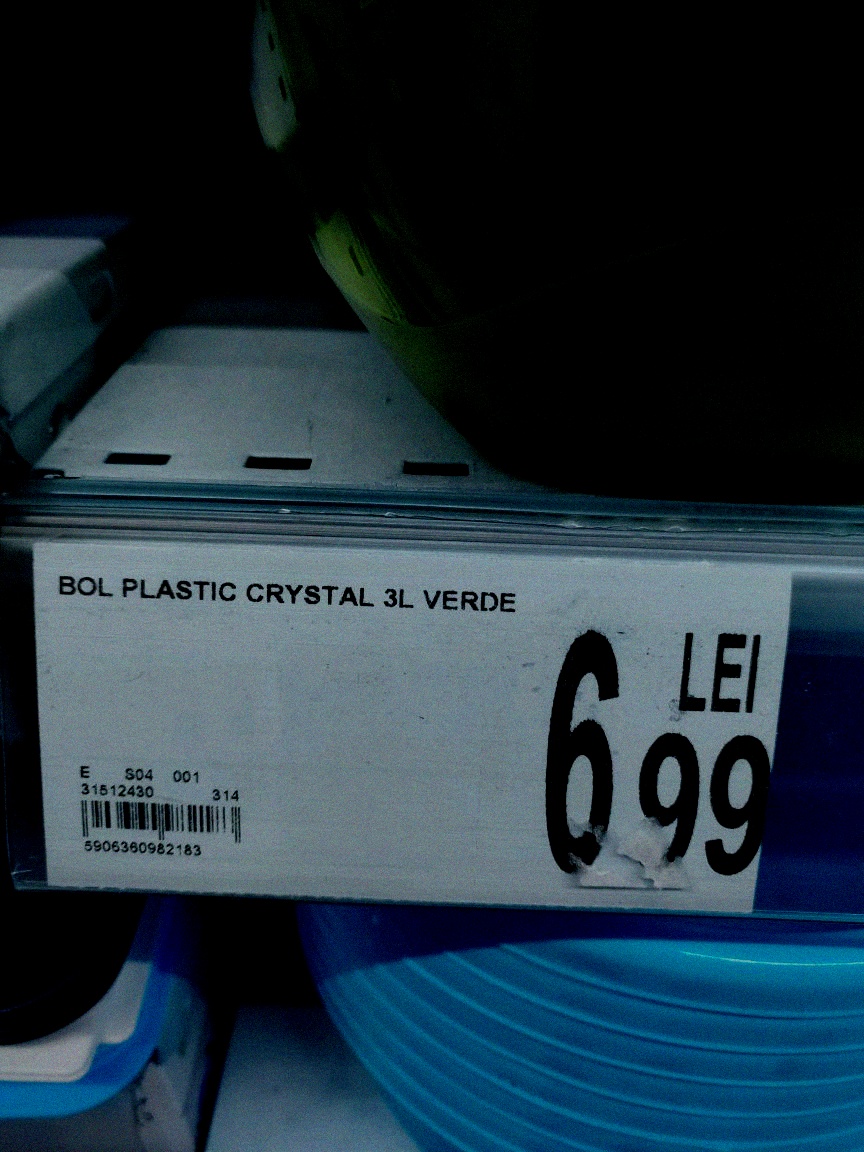 BOL PLASTIC CRYSTAL 3L VERDE
6 LEI
99
E S04 001
31512430 314
5906360982183